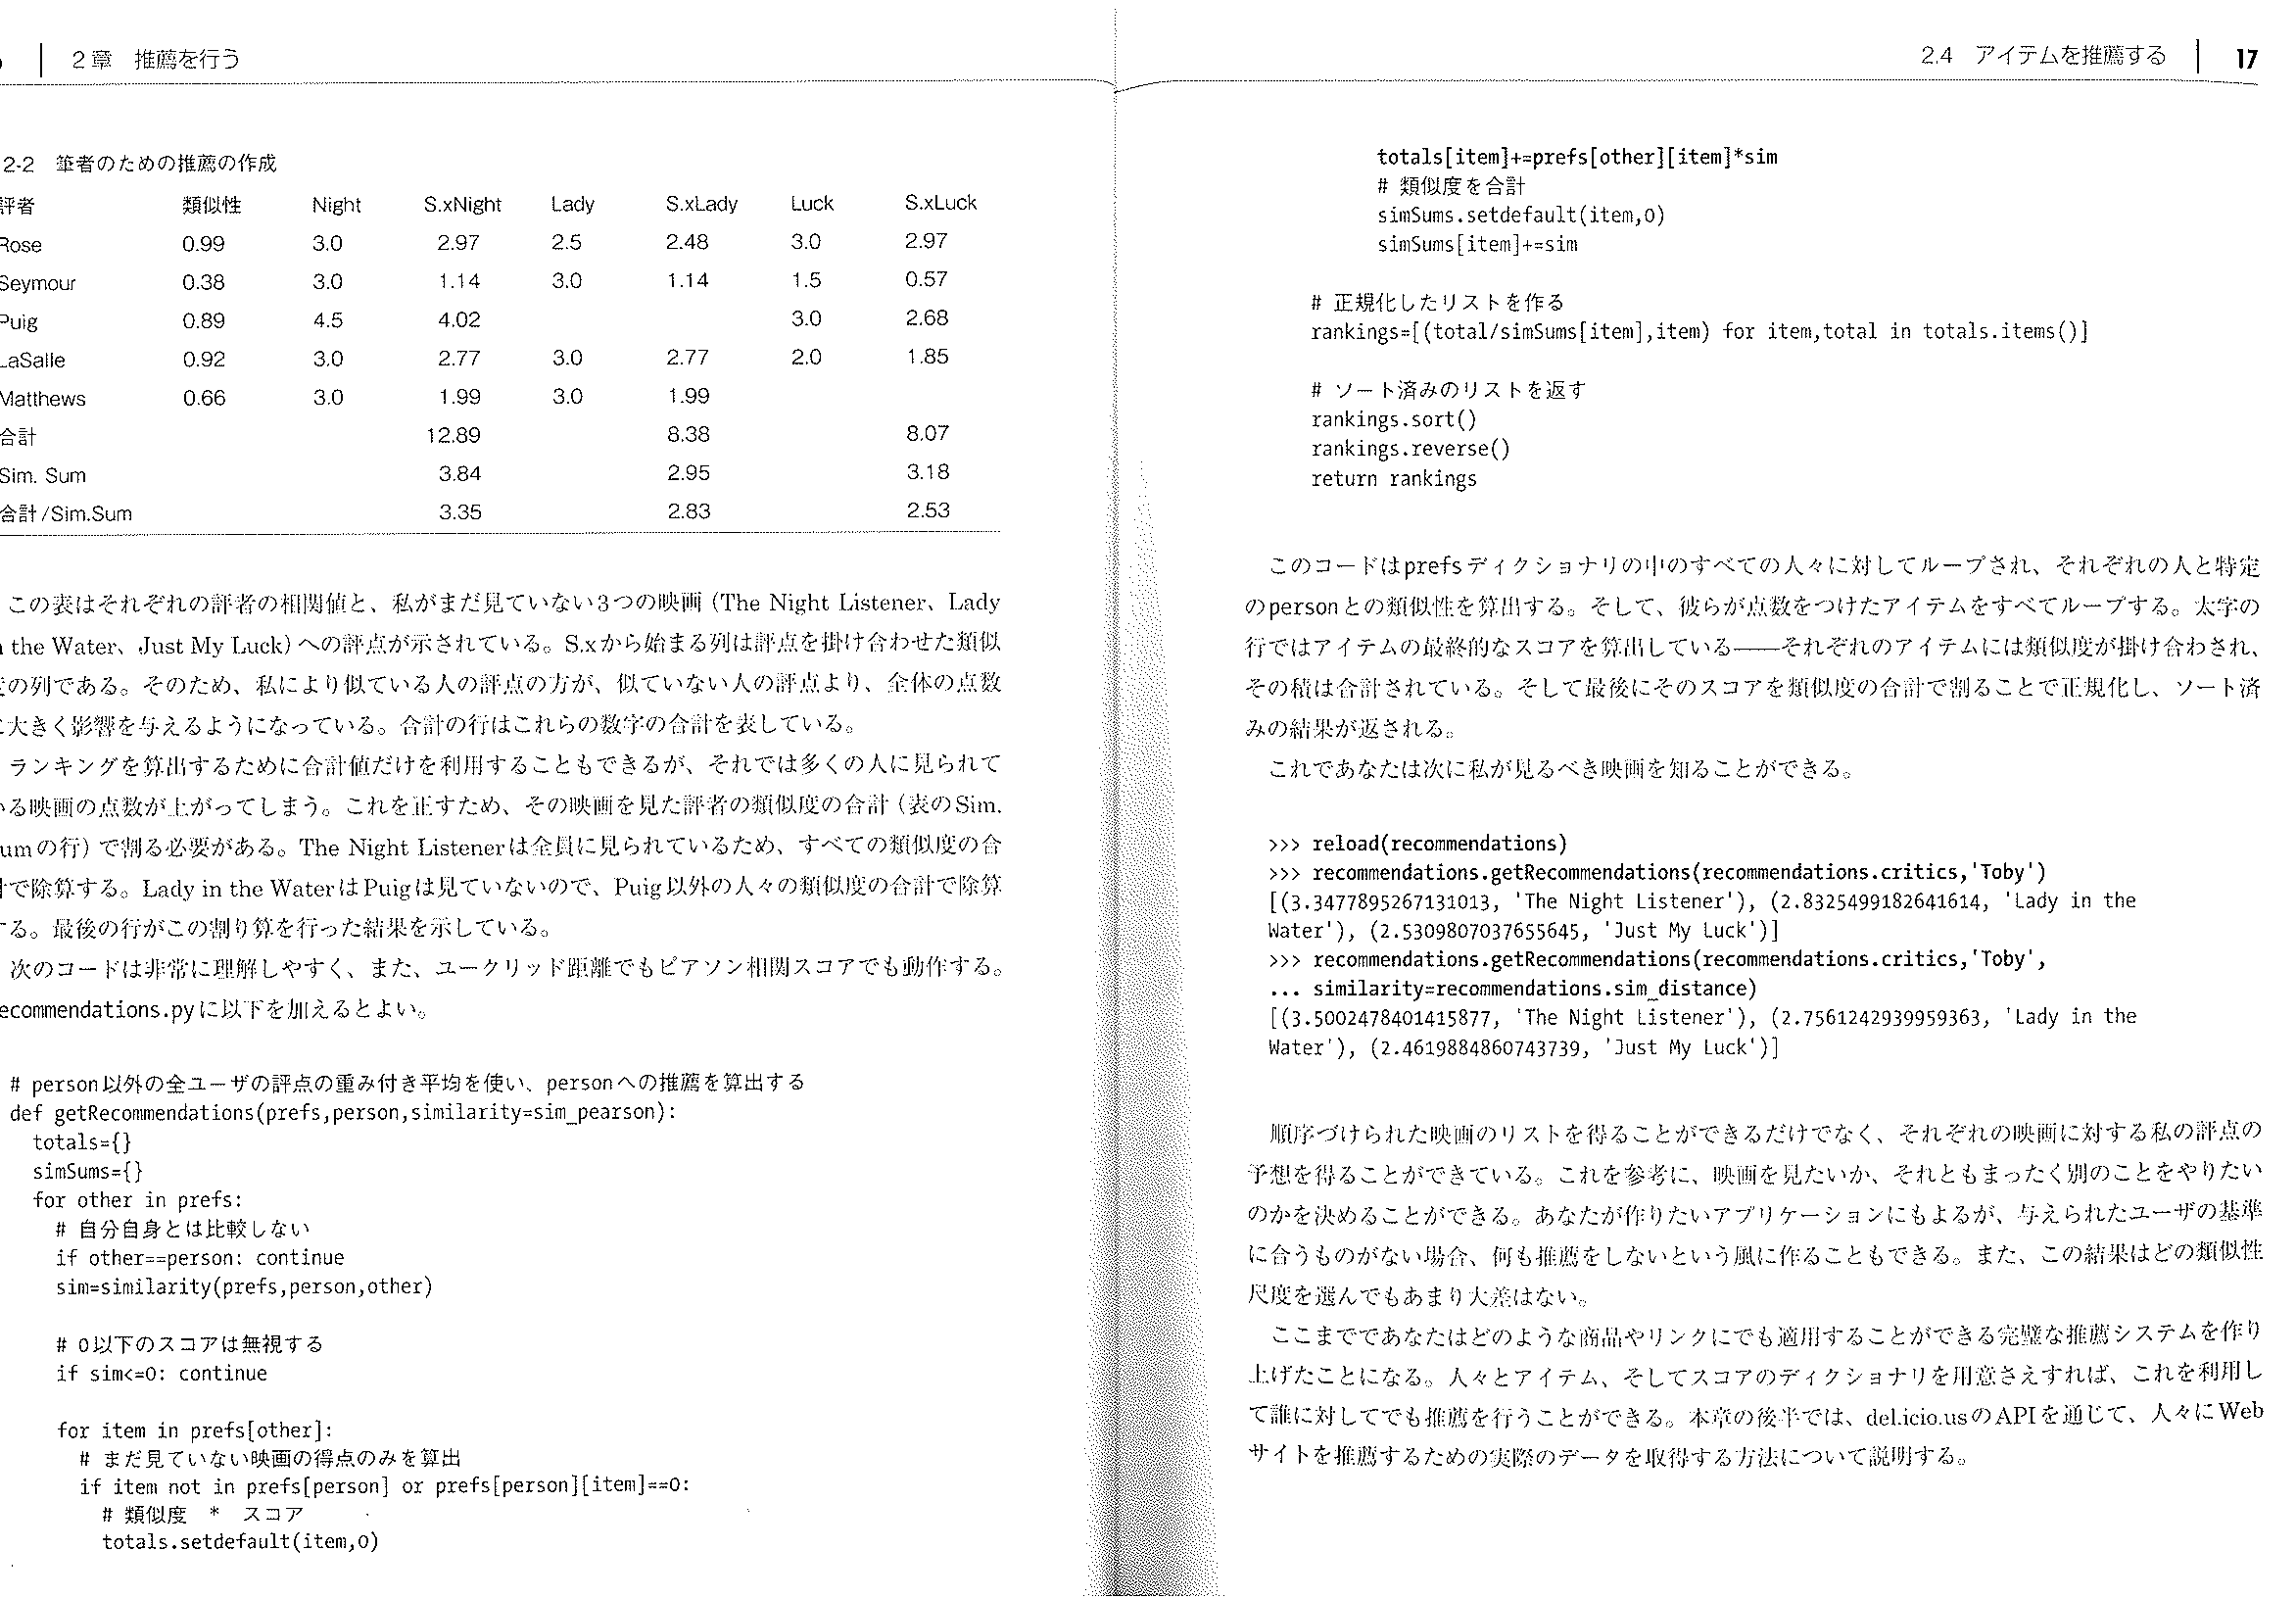 2章 推薦を行う
2-2 筆者のための推薦の作成
評者 類似性 Night S.xNight Lady S.xLady Luck S.xLuck
Rose 0.99 3.0 2.97 2.5 2.48 3.0 2.97
Seymour 0.38 3.0 1.14 3.0 1.14 1.5 0.57
Puig 0.89 4.5 4.02 3.0 2.68
LaSalle 0.92 3.0 2.77 3.0 2.77 2.0 1.85
Matthews 0.66 3.0 1.99 3.0 1.99
合計 12.89 8.38 8.07
Sim. Sum 3.84 2.95 3.18
合計/Sim.Sum 3.35 2.83 2.53
この表はそれぞれの評者の相関値と、私がまだ見ていない3つの映画（The Night Listener、Lady
the Water、Just My Luck）への評点が示されている。S.xから始まる列は評点を掛け合わせた類似
の列である。そのため、私により似ている人の評点の方が、似ていない人の評点より、全体の点数
に大きく影響を与えるようになっている。合計の行はこれらの数字の合計を表している。
ランキングを算出するために合計値だけを利用することもできるが、それでは多くの人に見られて
いる映画の点数が上がってしまう。これを正すため、その映画を見た評者の類似度の合計（表のSim.
umの行）で割る必要がある。The Night Listenerは全員に見られているため、すべての類似度の合
計で除算する。Lady in the WaterはPuigは見ていないので、Puig以外の人々の類似度の合計で除算
する。最後の行がこの割り算を行った結果を示している。
次のコードは非常に理解しやすく、また、ユークリッド距離でもピアソン相関スコアでも動作する。
ecommendations.pyに以下を加えるとよい。
# person以外の全ユーザの評点の重み付き平均を使い、personへの推薦を算出する
def getRecommendations(prefs,person,similarity=sim_pearson):
totals={}
simSums={}
for other in prefs:
# 自分自身とは比較しない
if other==person: continue
sim=similarity(prefs,person,other)
# 0以下のスコアは無視する
if sim<=0: continue
for item in prefs[other]:
# まだ見ていない映画の得点のみを算出
if item not in prefs[person] or prefs[person][item]==0:
# 類似度 * スコア
totals.setdefault(item,0)
2.4 アイテムを推薦する 17
totals[item]+=prefs[other][item]*sim
# 類似度を合計
simSums.setdefault(item,0)
simSums[item]+=sim
# 正規化したリストを作る
rankings=[(total/simSums[item],item) for item,total in totals.items()]
# ソート済みのリストを返す
rankings.sort()
rankings.reverse()
return rankings
このコードはprefsディクショナリの中のすべての人々に対してループされ、それぞれの人と特定
のpersonとの類似性を算出する。そして、彼らが点数をつけたアイテムをすべてループする。太字の
行ではアイテムの最終的なスコアを算出している——それぞれのアイテムには類似度が掛け合わされ、
その積は合計されている。そして最後にそのスコアを類似度の合計で割ることで正規化し、ソート済
みの結果が返される。
これであなたは次に私が見るべき映画を知ることができる。
>>> reload(recommendations)
>>> recommendations.getRecommendations(recommendations.critics,'Toby')
[(3.3477895267131013, 'The Night Listener'), (2.8325499182641614, 'Lady in the
Water'), (2.5309807037655645, 'Just My Luck')]
>>> recommendations.getRecommendations(recommendations.critics,'Toby',
... similarity=recommendations.sim_distance)
[(3.5002478401415877, 'The Night Listener'), (2.7561242939959363, 'Lady in the
Water'), (2.4619884860743739, 'Just My Luck')]
順序づけられた映画のリストを得ることができるだけでなく、それぞれの映画に対する私の評点の
予想を得ることができている。これを参考に、映画を見たいか、それともまったく別のことをやりたい
のかを決めることができる。あなたが作りたいアプリケーションにもよるが、与えられたユーザの基準
に合うものがない場合、何も推薦をしないという風に作ることもできる。また、この結果はどの類似性
尺度を選んでもあまり大差はない。
ここまでであなたはどのような商品やリンクにでも適用することができる完璧な推薦システムを作り
上げたことになる。人々とアイテム、そしてスコアのディクショナリを用意さえすれば、これを利用し
て誰に対してでも推薦を行うことができる。本章の後半では、del.icio.usのAPIを通じて、人々にWeb
サイトを推薦するための実際のデータを取得する方法について説明する。